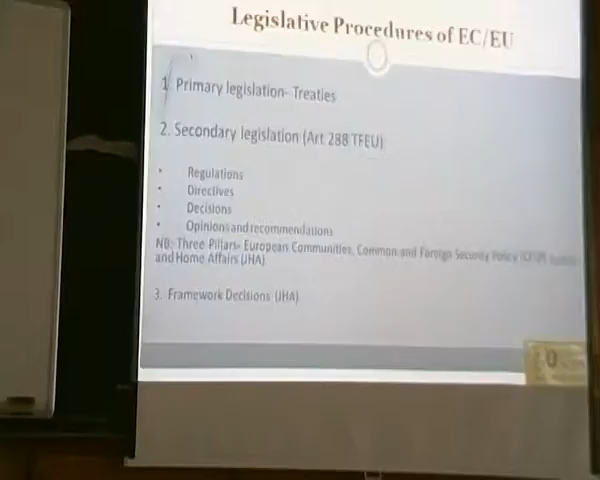 Legislative Procedures of EC/EU
1. Primary legislation- Treaties
2. Secondary legislation (Art 288 TFEU)
• Regulations
• Directives
• Decisions
• Opinions and recommendations
NB: Three Pillars- European Communities, Common and Foreign Security Policy (CFSP)
and Home Affairs (JHA)
3. Framework Decisions (JHA)